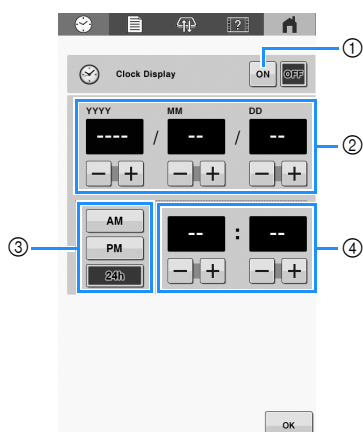 Clock Display ON OFF
①
YYYY MM DD
---- / -- / --
②
− + − + − +
AM
PM
24h
③
-- : --
④
− + − +
OK